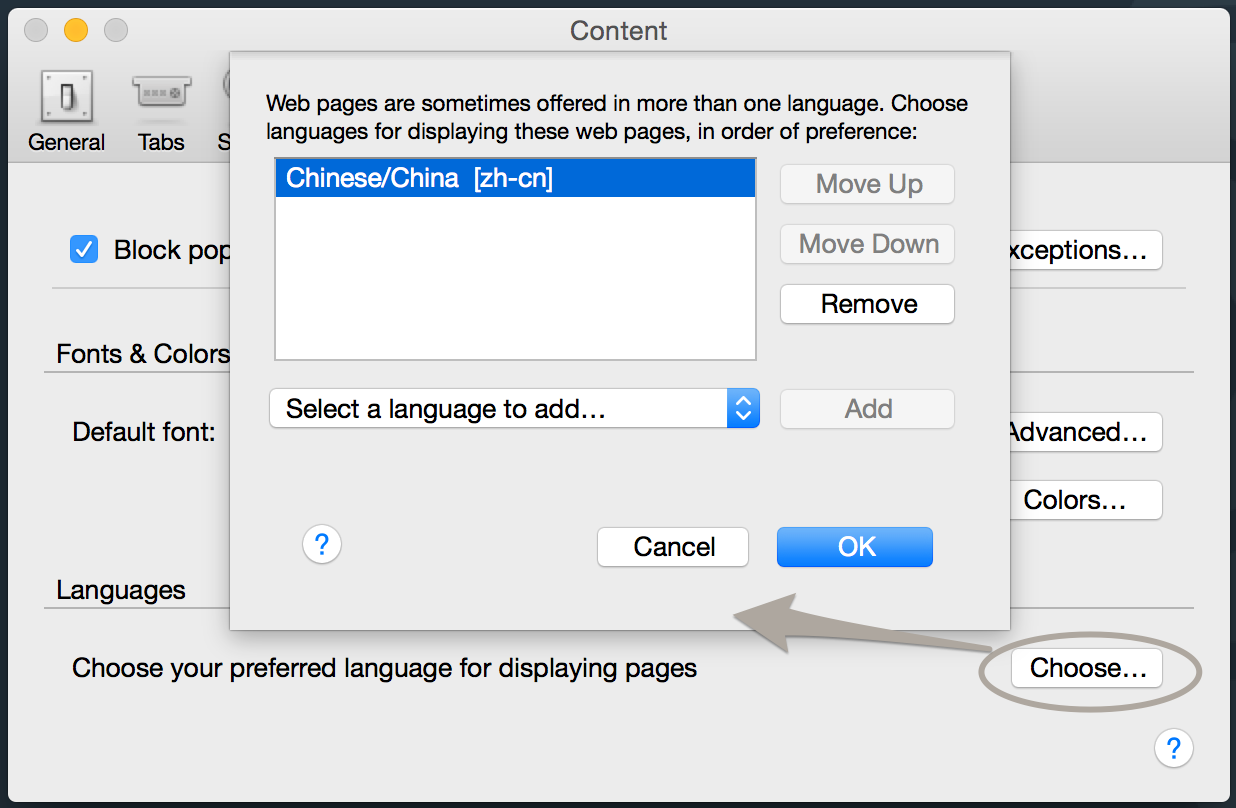 Content
General
Tabs
Web pages are sometimes offered in more than one language. Choose
languages for displaying these web pages, in order of preference:
Chinese/China [zh-cn]
Move Up
Move Down
Remove
Select a language to add...
Add
?
Cancel
OK
Block pop
xceptions...
Fonts & Colors
Default font:
Advanced...
Colors...
Languages
Choose your preferred language for displaying pages
Choose...
?